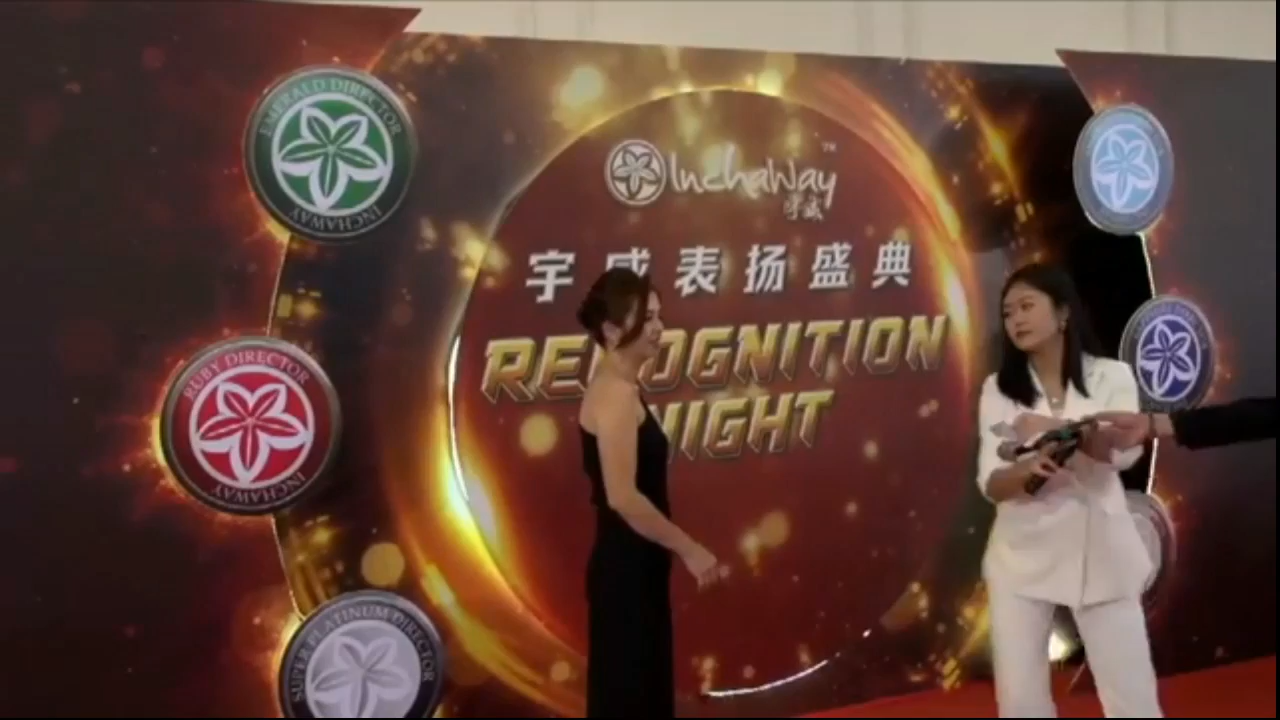 EMERALD DIRECTOR
INCHAWAY
InchaWay™
宇威
宇威表扬盛典
RECOGNITION
NIGHT
RUBY DIRECTOR
INCHAWAY
SUPER PLATINUM DIRECTOR